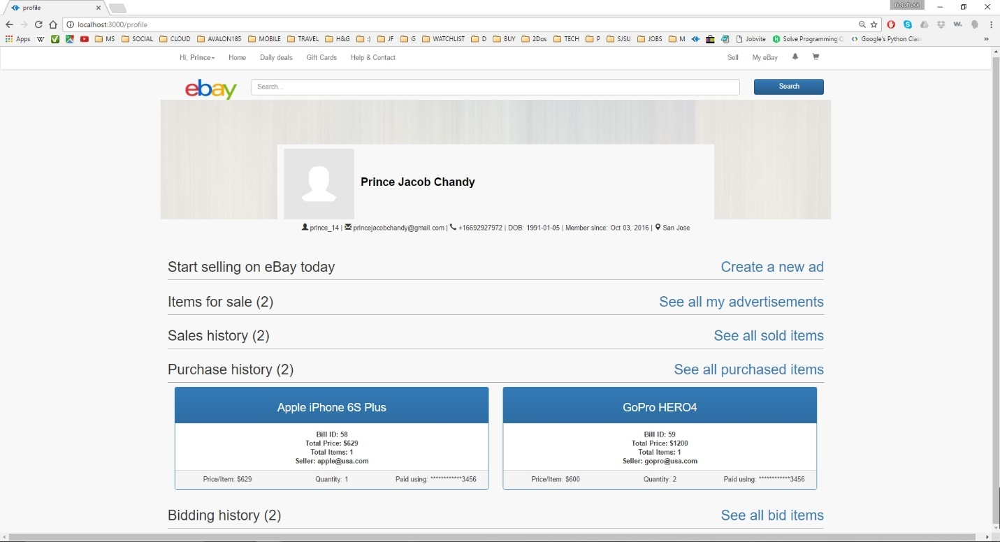 profile
riotofrock
localhost:3000/profile
Apps MS SOCIAL CLOUD AVALON185 MOBILE TRAVEL H&G :) JF G WATCHLIST D BUY 2Dos TECH P SJSU JOBS M Jobvite Solve Programming C Google's Python Clas »
Hi, Prince Home Daily deals Gift Cards Help & Contact Sell My eBay
ebay Search... Search
Prince Jacob Chandy
prince_14 | princejacobchandy@gmail.com | +16692927972 | DOB: 1991-01-05 | Member since: Oct 03, 2016 | San Jose
Start selling on eBay today Create a new ad
Items for sale (2) See all my advertisements
Sales history (2) See all sold items
Purchase history (2) See all purchased items
Apple iPhone 6S Plus
Bill ID: 58
Total Price: $629
Total Items: 1
Seller: apple@usa.com
Price/Item: $629 Quantity: 1 Paid using: ************3456
GoPro HERO4
Bill ID: 59
Total Price: $1200
Total Items: 1
Seller: gopro@usa.com
Price/Item: $600 Quantity: 2 Paid using: ************3456
Bidding history (2) See all bid items